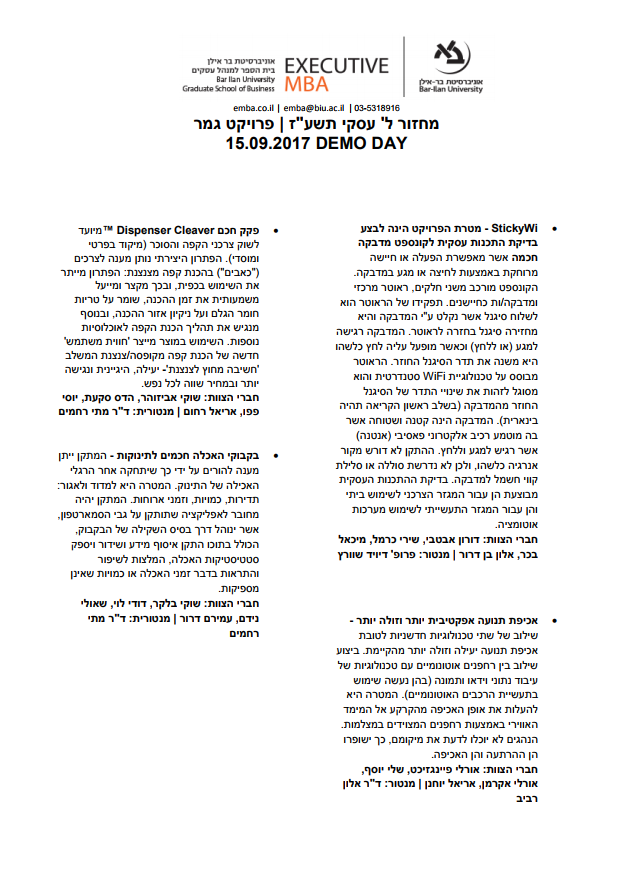 אוניברסיטת בר אילן
בית הספר למנהל עסקים
Bar Ilan University
Graduate School of Business
EXECUTIVE
MBA
אוניברסיטת בר-אילן
Bar-Ilan University
emba.co.il | emba@biu.ac.il | 03-5318916
מחזור ל' עסקי תשע"ז | פרויקט גמר
15.09.2017 DEMO DAY
• StickyWi - מטרת הפרויקט הינה לבצע
בדיקת התכנות עסקית לקונספט מדבקה
חכמה אשר מאפשרת הפעלה או חיישה
מרוחקת באמצעות לחיצה או מגע במדבקה.
הקונספט מורכב משני חלקים, ראוטר מרכזי
ומדבקה/ות כחיישנים. תפקידו של הראוטר הוא
לשלוח סיגנל אשר נקלט ע"י המדבקה והיא
מחזירה סיגנל בחזרה לראוטר. המדבקה רגישה
למגע (או ללחץ) וכאשר מופעל עליה לחץ כלשהו
היא משנה את תדר הסיגנל החוזר. הראוטר
מבוסס על טכנולוגיית WiFi סטנדרטית והוא
מסוגל לזהות את שינויי התדר של הסיגנל
החוזר מהמדבקה (בשלב ראשון הקריאה תהיה
בינארית). המדבקה הינה קטנה ושטוחה אשר
בה מוטמע רכיב אלקטרוני פאסיבי (אנטנה)
אשר רגיש למגע וללחץ. ההתקן לא דורש מקור
אנרגיה כלשהו, ולכן לא נדרשת סוללה או סלילת
קווי חשמל למדבקה. בדיקת ההתכנות העסקית
מבוצעת הן עבור המגזר הצרכני לשימוש ביתי
והן עבור המגזר התעשייתי לשימוש מערכות
אוטומציה.
חברי הצוות: דורון אבטבי, שירי כרמל, מיכאל
בכר, אלון בן דרור | מנטור: פרופ' דיויד שוורץ
• אכיפת תנועה אפקטיבית יותר וזולה יותר -
שילוב של שתי טכנולוגיות חדשניות לטובת
אכיפת תנועה יעילה וזולה יותר מהקיימת. ביצוע
שילוב בין רחפנים אוטונומיים עם טכנולוגיות של
עיבוד נתוני וידאו ותמונה (בהן נעשה שימוש
בתעשיית הרכבים האוטונומיים). המטרה היא
להעלות את אופן האכיפה מהקרקע אל המימד
האווירי באמצעות רחפנים המצוידים במצלמות.
הנהגים לא יוכלו לדעת את מיקומם, כך ישופרו
הן ההרתעה והן האכיפה.
חברי הצוות: אורלי פיינגזיכט, שלי יוסף,
אורלי אקרמן, אריאל יוחנן | מנטור: ד"ר אלון
רביב
• פקק חכם Dispenser Cleaver ™מיועד
לשוק צרכני הקפה והסוכר (מיקוד בפרטי
ומוסדי). הפתרון היצירתי נותן מענה לצרכים
("כאבים") בהכנת קפה מצנצנת: הפתרון מייתר
את השימוש בכפית, ובכך מקצר ומייעל
משמעותית את זמן ההכנה, שומר על טריות
חומר הגלם ועל ניקיון אזור ההכנה, ובנוסף
מנגיש את תהליך הכנת הקפה לאוכלוסיות
נוספות. השימוש במוצר מייצר 'חווית משתמש'
חדשה של הכנת קפה מקופסה/צנצנת המשלב
'חשיבה מחוץ לצנצנת'- יעילה, היגיינית ונגישה
יותר ובמחיר שווה לכל נפש.
חברי הצוות: שוקי אביזוהר, הדס סקעת, יוסי
פפו, אריאל רחום | מנטורית: ד"ר מתי רחמים
• בקבוקי האכלה חכמים לתינוקות - המתקן ייתן
מענה להורים על ידי כך שיתחקה אחר הרגלי
האכילה של התינוק. המטרה היא למדוד ולאגור:
תדירות, כמויות, וזמני ארוחות. המתקן יהיה
מחובר לאפליקציה שתותקן על גבי הסמארטפון,
אשר ינוהל דרך בסיס השקילה של הבקבוק,
הכולל בתוכו התקן איסוף מידע ושידור ויספק
סטטיסטיקות האכלה, המלצות לשיפור
והתראות בדבר זמני האכלה או כמויות שאינן
מספיקות.
חברי הצוות: שוקי בלקר, דודי לוי, שאולי
נידם, עמירם דרור | מנטורית: ד"ר מתי
רחמים